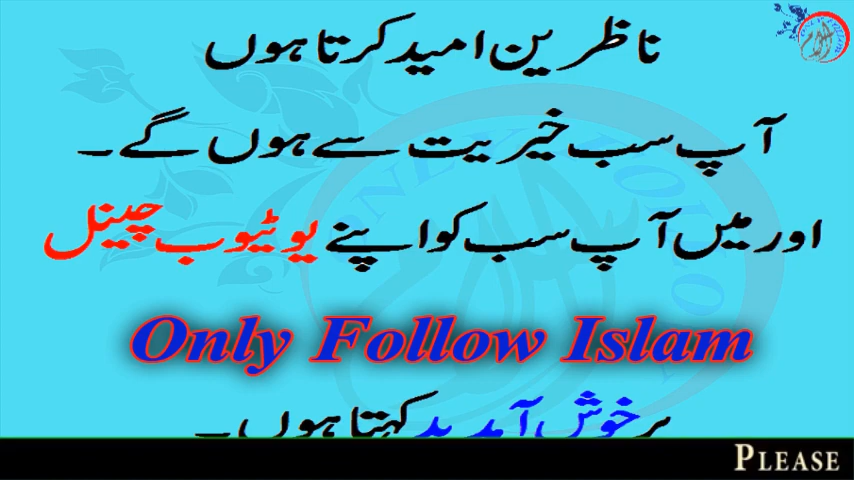 ناظرین امید کرتا ہوں
آپ سب خیریت سے ہوں گے۔
اور میں آپ سب کو اپنے یوٹیوب چینل
Only Follow Islam
پر خوش آمدید کہتا ہوں۔
PLEASE